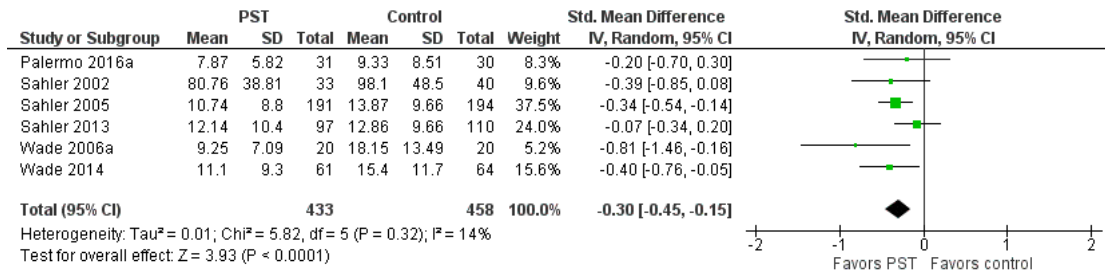 PST Control Std. Mean Difference Std. Mean Difference
Study or Subgroup Mean SD Total Mean SD Total Weight IV, Random, 95% CI IV, Random, 95% CI
Palermo 2016a 7.87 5.82 31 9.33 8.51 30 8.3% -0.20 [-0.70, 0.30]
Sahler 2002 80.76 38.81 33 98.1 48.5 40 9.6% -0.39 [-0.85, 0.08]
Sahler 2005 10.74 8.8 191 13.87 9.66 194 37.5% -0.34 [-0.54, -0.14]
Sahler 2013 12.14 10.4 97 12.86 9.66 110 24.0% -0.07 [-0.34, 0.20]
Wade 2006a 9.25 7.09 20 18.15 13.49 20 5.2% -0.81 [-1.46, -0.16]
Wade 2014 11.1 9.3 61 15.4 11.7 64 15.6% -0.40 [-0.76, -0.05]
Total (95% CI) 433 458 100.0% -0.30 [-0.45, -0.15]
Heterogeneity: Tau² = 0.01; Chi² = 5.82, df = 5 (P = 0.32); I² = 14%
Test for overall effect: Z = 3.93 (P < 0.0001)
-2 -1 0 1 2
Favors PST Favors control